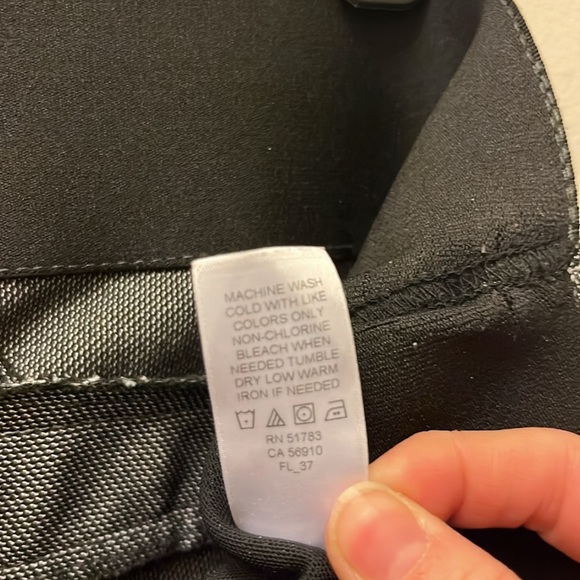 MACHINE WASH
COLD WITH LIKE
COLORS ONLY
NON-CHLORINE
BLEACH WHEN
NEEDED TUMBLE
DRY LOW WARM
IRON IF NEEDED
RN 51783
CA 56910
FL_37